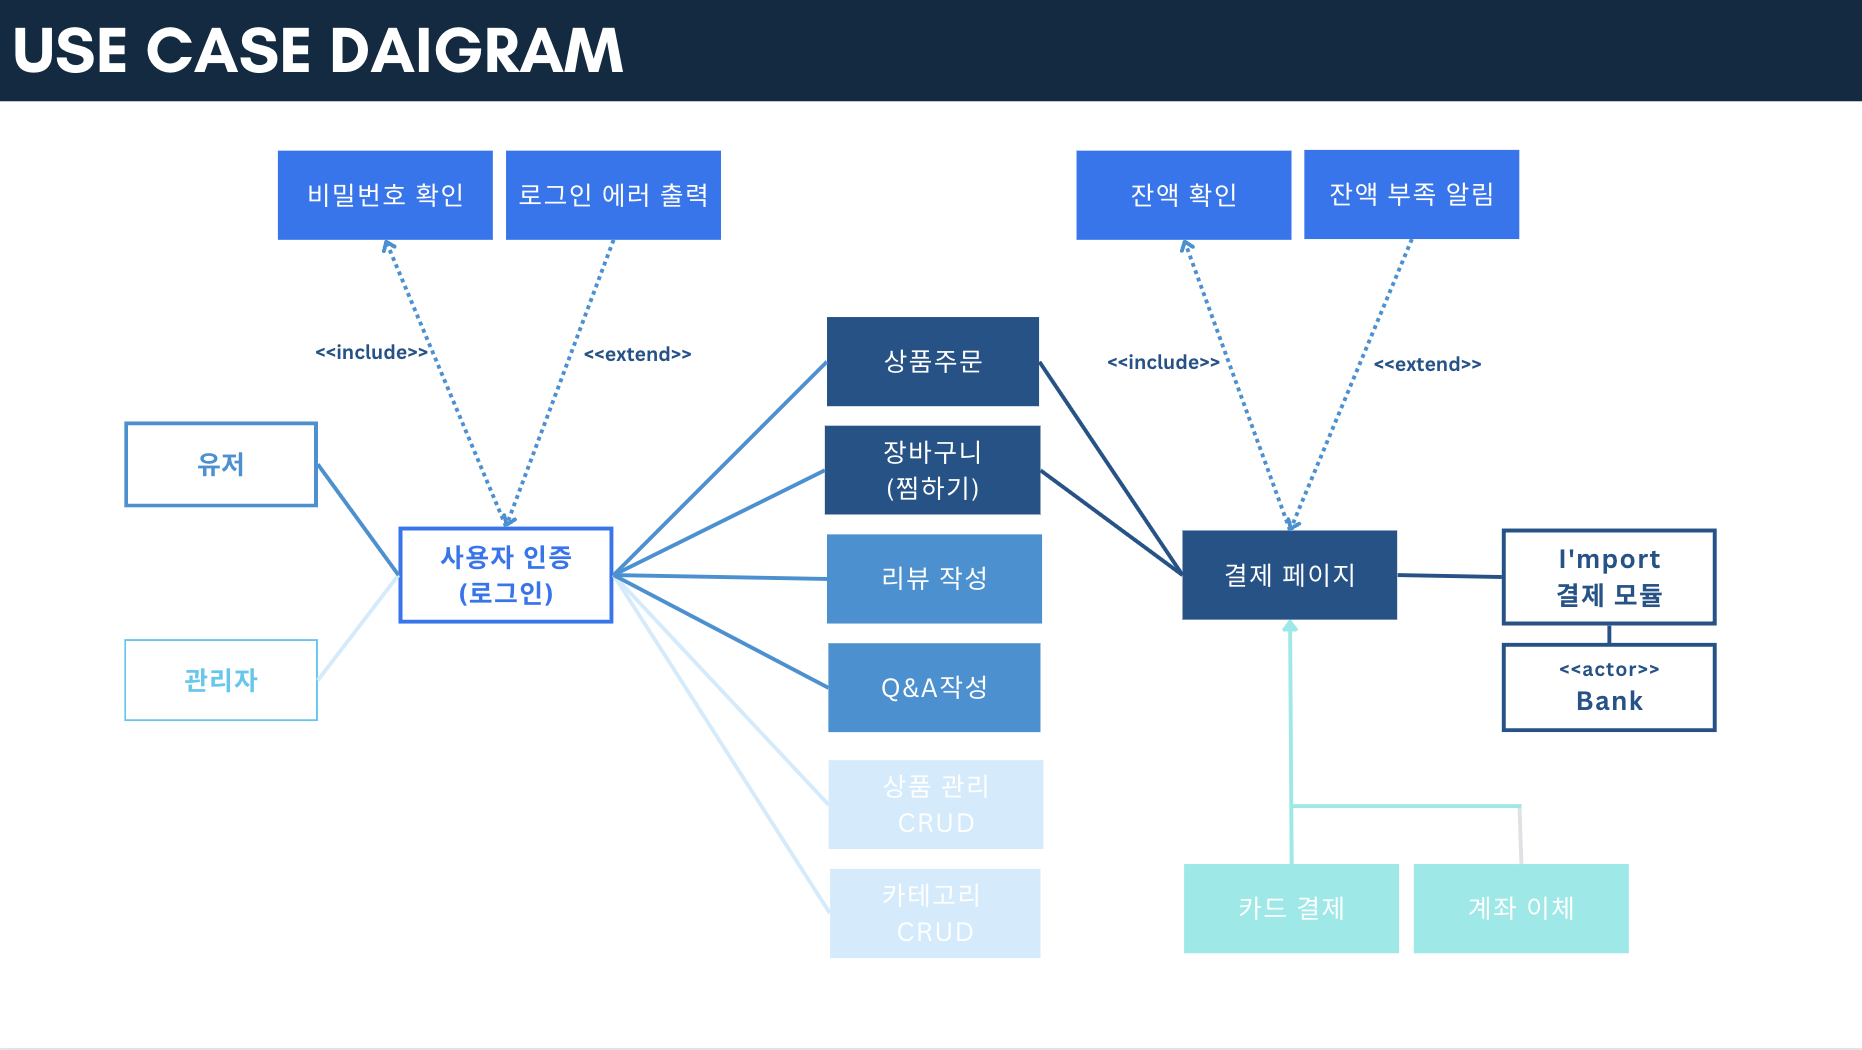 USE CASE DAIGRAM
비밀번호 확인
로그인 에러 출력
잔액 확인
잔액 부족 알림
<<include>>
<<extend>>
<<include>>
<<extend>>
유저
관리자
사용자 인증
(로그인)
상품주문
장바구니
(찜하기)
리뷰 작성
Q&A작성
상품 관리
CRUD
카테고리
CRUD
결제 페이지
I'mport
결제 모듈
<<actor>>
Bank
카드 결제
계좌 이체